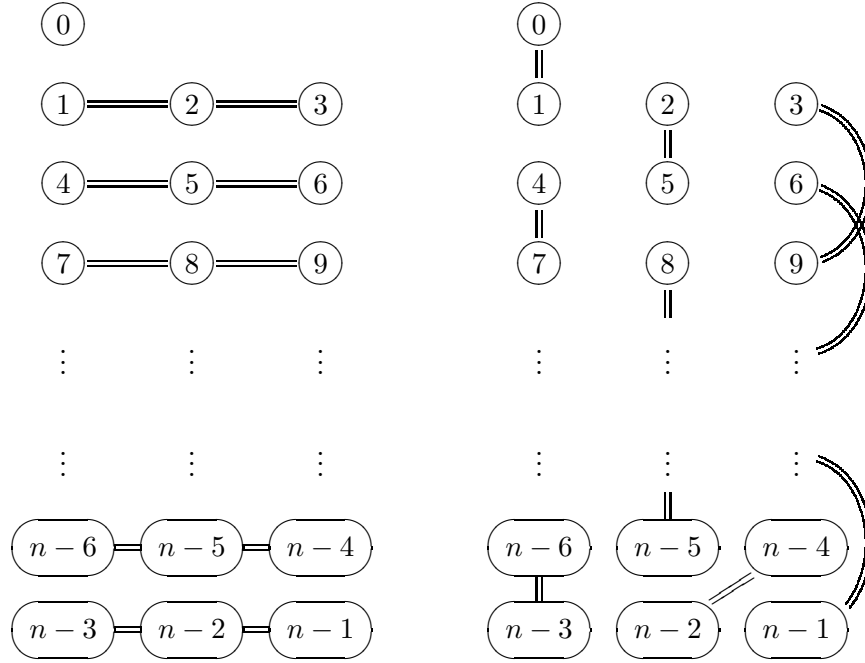 0 0
1 2 3 1 2 3
4 5 6 4 5 6
7 8 9 7 8 9
⋮ ⋮ ⋮ ⋮ ⋮ ⋮
⋮ ⋮ ⋮ ⋮ ⋮ ⋮
n − 6 n − 5 n − 4 n − 6 n − 5 n − 4
n − 3 n − 2 n − 1 n − 3 n − 2 n − 1